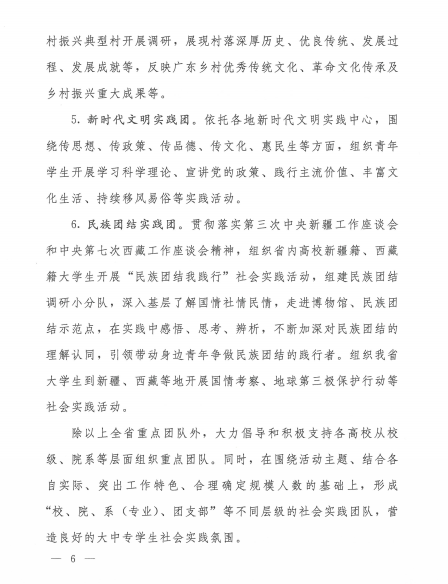 村振兴典型村开展调研，展现村落深厚历史、优良传统、发展过
程、发展成就等，反映广东乡村优秀传统文化、革命文化传承及
乡村振兴重大成果等。
5. 新时代文明实践团。依托各地新时代文明实践中心，围
绕传思想、传政策、传品德、传文化、惠民生等方面，组织青年
学生开展学习科学理论、宣讲党的政策、践行主流价值、丰富文
化生活、持续移风易俗等实践活动。
6. 民族团结实践团。贯彻落实第三次中央新疆工作座谈会
和中央第七次西藏工作座谈会精神，组织省内高校新疆籍、西藏
籍大学生开展“民族团结我践行”社会实践活动，组建民族团结
调研小分队，深入基层了解国情社情民情，走进博物馆、民族团
结示范点，在实践中感悟、思考、辨析，不断加深对民族团结的
理解认同，引领带动身边青年争做民族团结的践行者。组织我省
大学生到新疆、西藏等地开展国情考察、地球第三极保护行动等
社会实践活动。
除以上全省重点团队外，大力倡导和积极支持各高校从校
级、院系等层面组织重点团队。同时，在围绕活动主题、结合各
自实际、突出工作特色、合理确定规模人数的基础上，形成
“校、院、系（专业）、团支部”等不同层级的社会实践团队，营
造良好的大中专学生社会实践氛围。
— 6 —